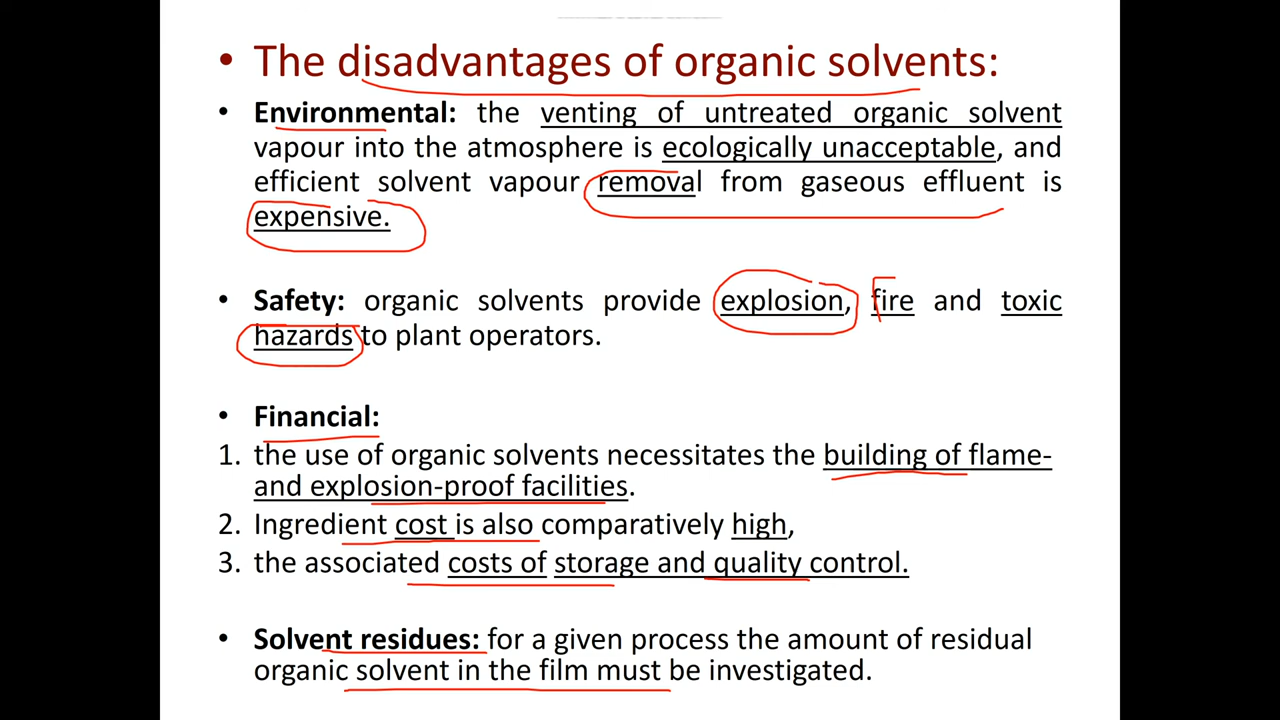 • The disadvantages of organic solvents:
• Environmental: the venting of untreated organic solvent
vapour into the atmosphere is ecologically unacceptable, and
efficient solvent vapour removal from gaseous effluent is
expensive.
• Safety: organic solvents provide explosion, fire and toxic
hazards to plant operators.
• Financial:
1. the use of organic solvents necessitates the building of flame-
and explosion-proof facilities.
2. Ingredient cost is also comparatively high,
3. the associated costs of storage and quality control.
• Solvent residues: for a given process the amount of residual
organic solvent in the film must be investigated.